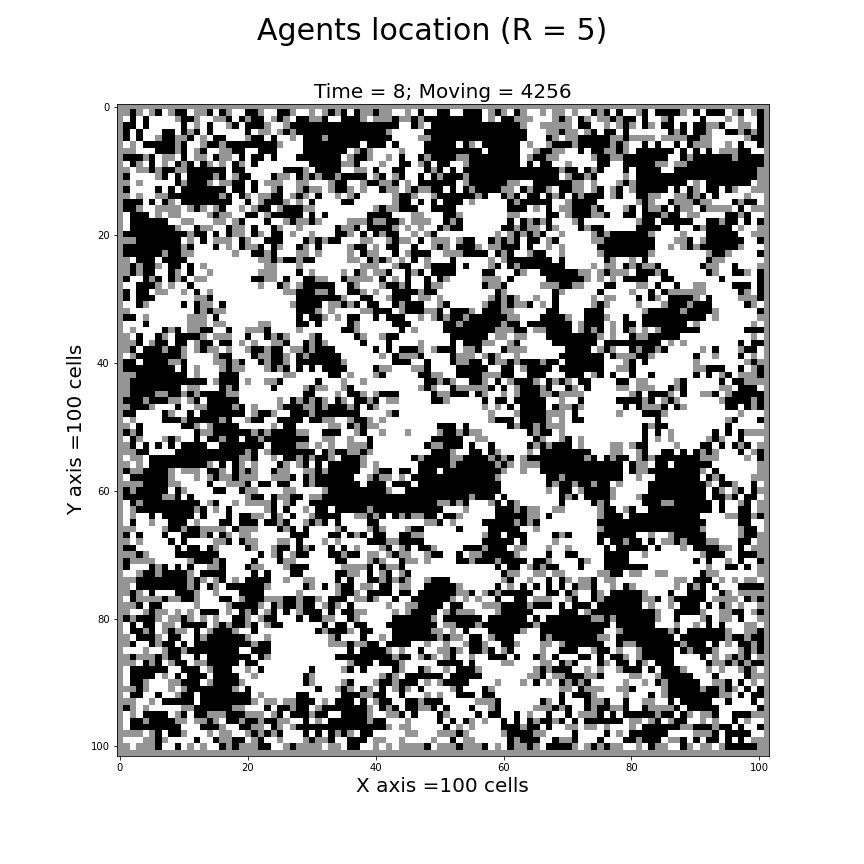 Agents location (R = 5)
Time = 8; Moving = 4256
0
20
40
60
80
100
Y axis =100 cells
0 20 40 60 80 100
X axis =100 cells